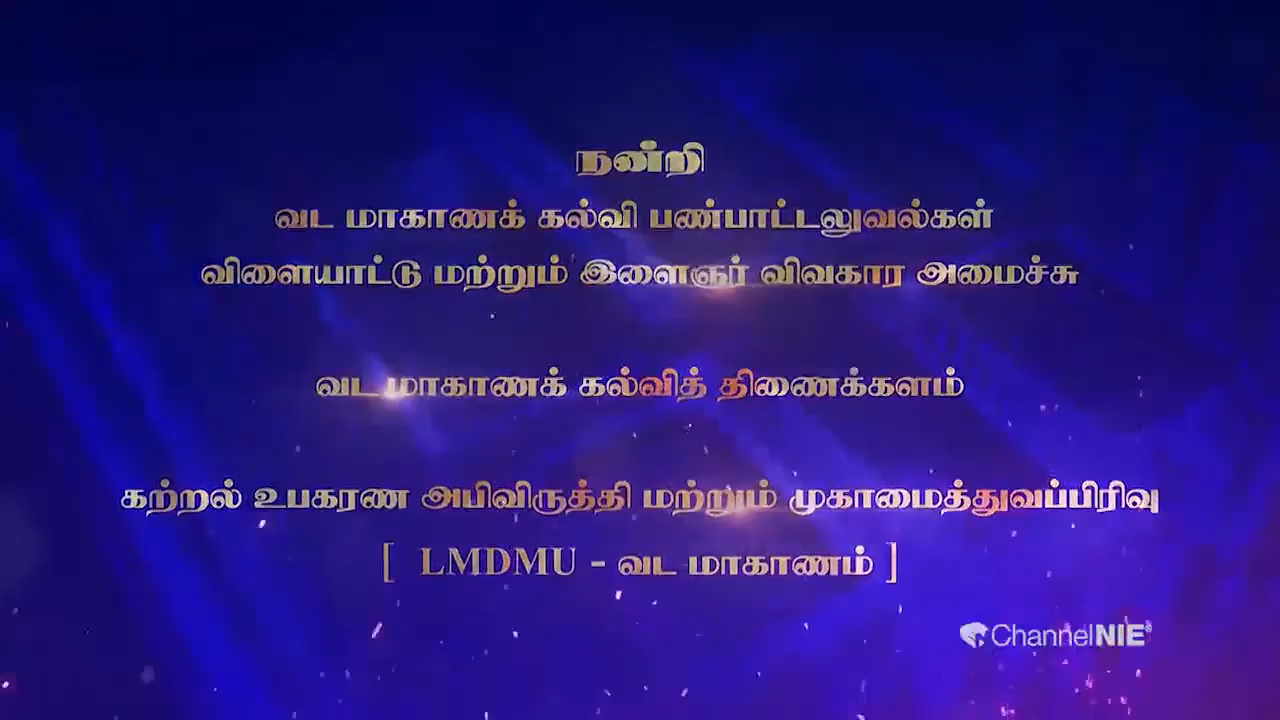 நன்றி
வட மாகாணக் கல்வி பண்பாட்டலுவல்கள்
விளையாட்டு மற்றும் இளைஞர் விவகார அமைச்சு
வட மாகாணக் கல்வித் திணைக்களம்
கற்றல் உபகரண அபிவிருத்தி மற்றும் முகாமைத்துவப்பிரிவு
[ LMDMU - வட மாகாணம் ]
ChannelNIE